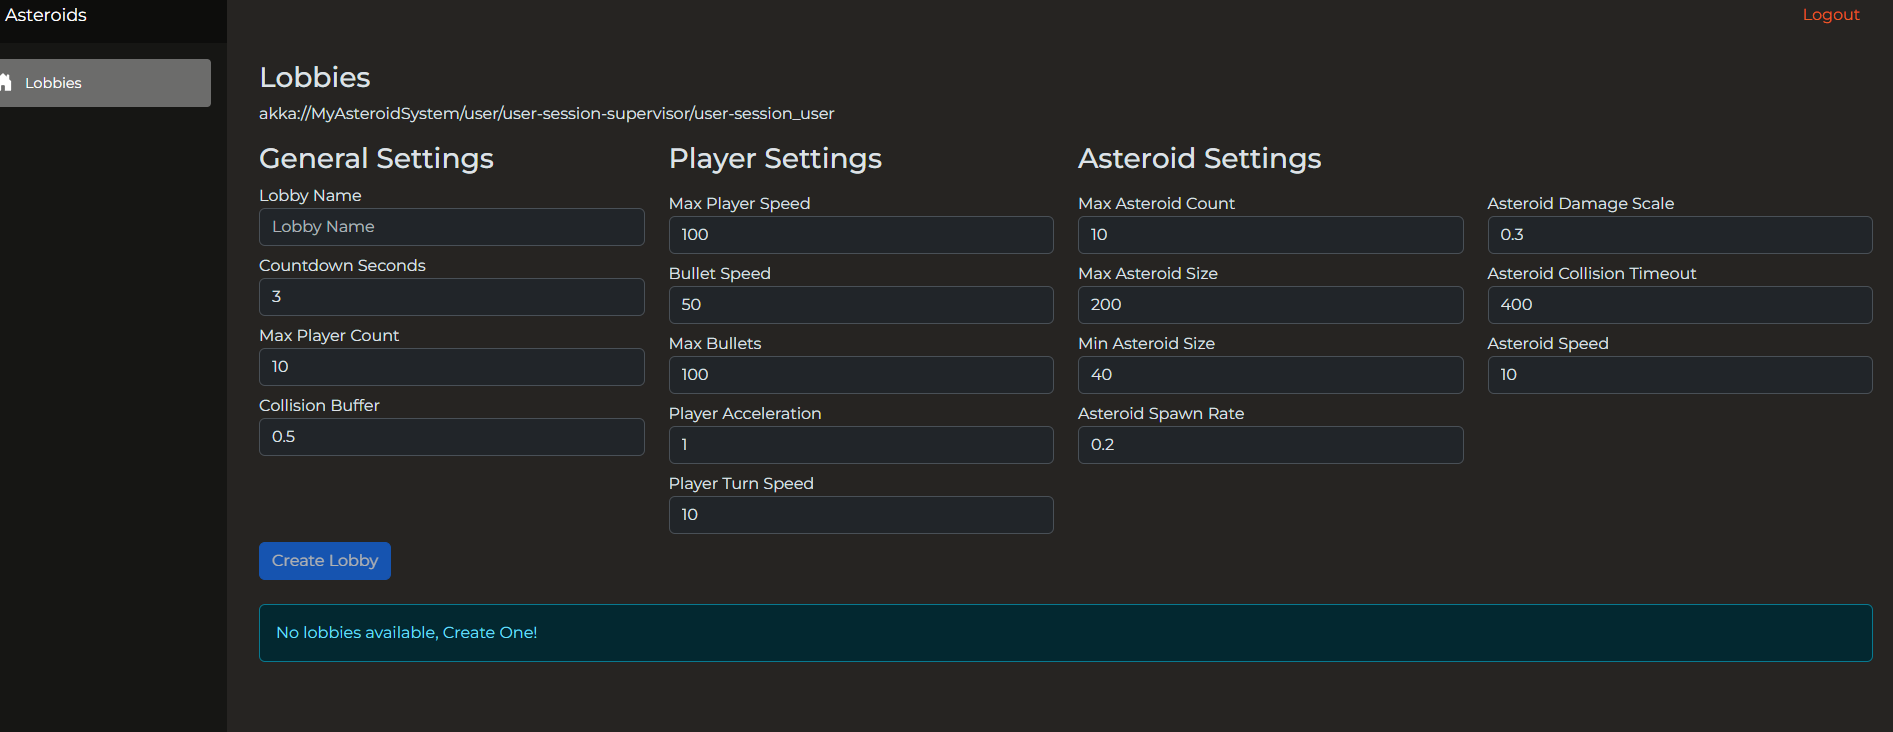 Asteroids
Logout
Lobbies
Lobbies
akka://MyAsteroidSystem/user/user-session-supervisor/user-session_user
General Settings
Lobby Name
Lobby Name
Countdown Seconds
3
Max Player Count
10
Collision Buffer
0.5
Player Settings
Max Player Speed
100
Bullet Speed
50
Max Bullets
100
Player Acceleration
1
Player Turn Speed
10
Asteroid Settings
Max Asteroid Count
10
Max Asteroid Size
200
Min Asteroid Size
40
Asteroid Spawn Rate
0.2
Asteroid Damage Scale
0.3
Asteroid Collision Timeout
400
Asteroid Speed
10
Create Lobby
No lobbies available, Create One!